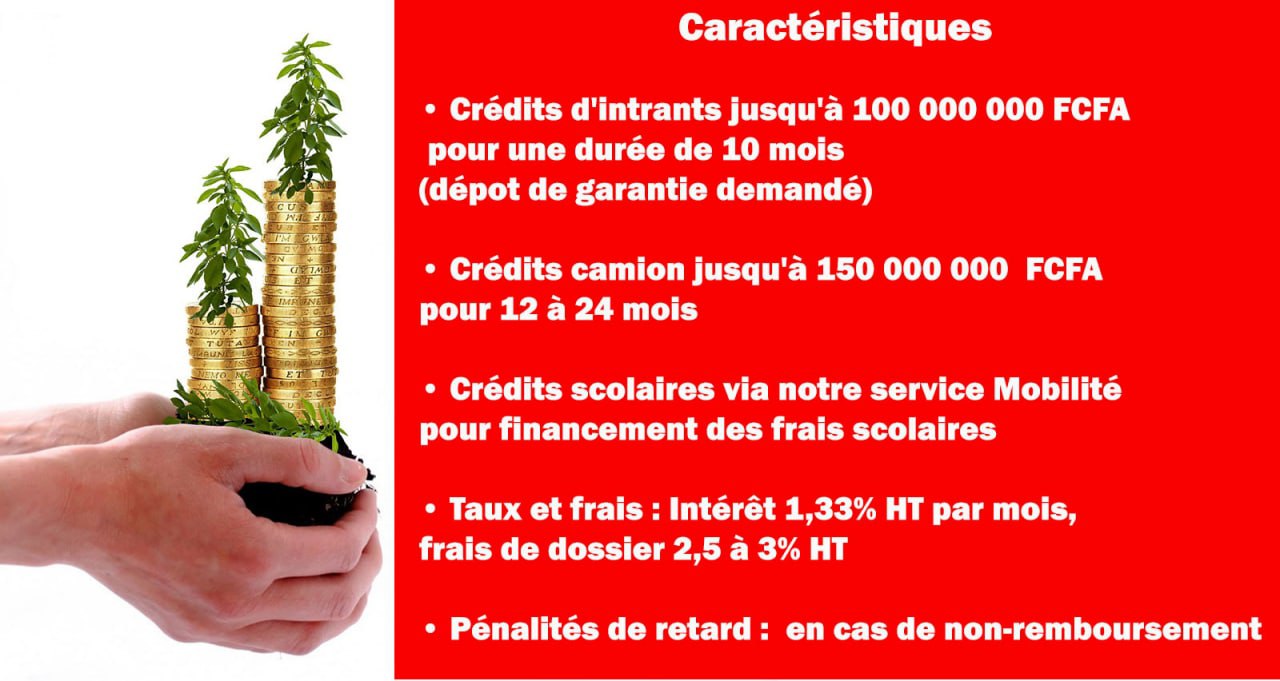 Caractéristiques
• Crédits d'intrants jusqu'à 100 000 000 FCFA
pour une durée de 10 mois
(dépot de garantie demandé)
• Crédits camion jusqu'à 150 000 000 FCFA
pour 12 à 24 mois
• Crédits scolaires via notre service Mobilité
pour financement des frais scolaires
• Taux et frais : Intérêt 1,33% HT par mois,
frais de dossier 2,5 à 3% HT
• Pénalités de retard : en cas de non-remboursement